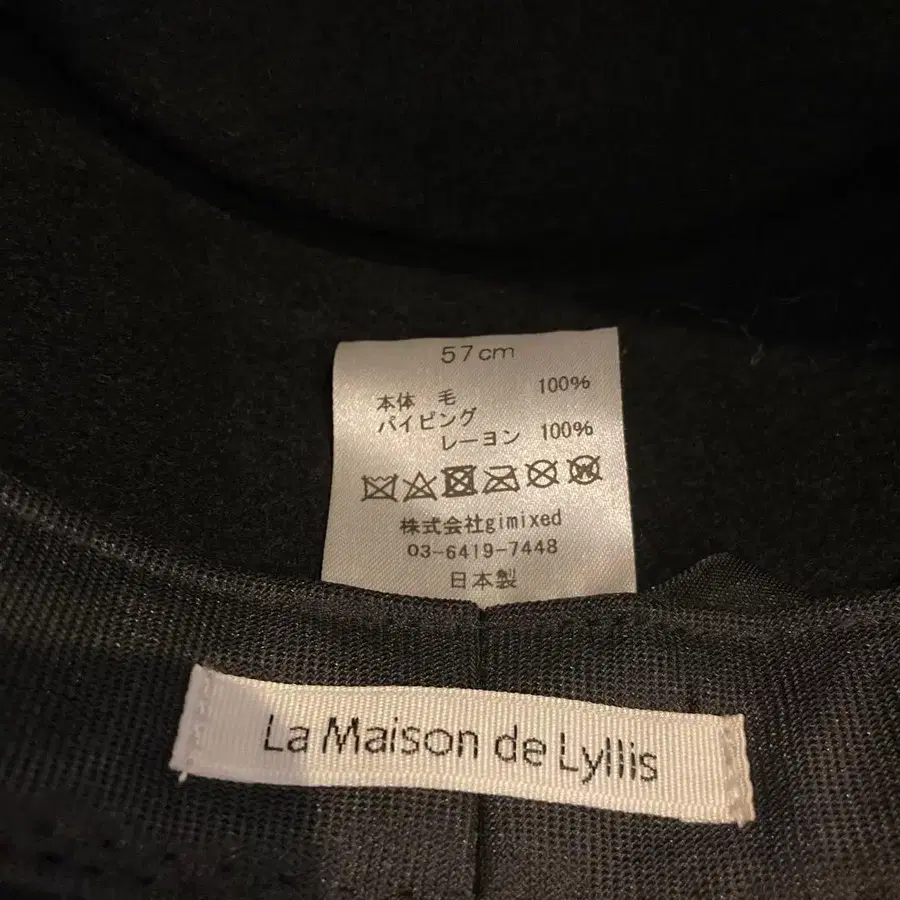 57cm
本体 毛 100%
パイピング
レーヨン 100%
株式会社gimixed
03-6419-7448
日本製
La Maison de Lyllis